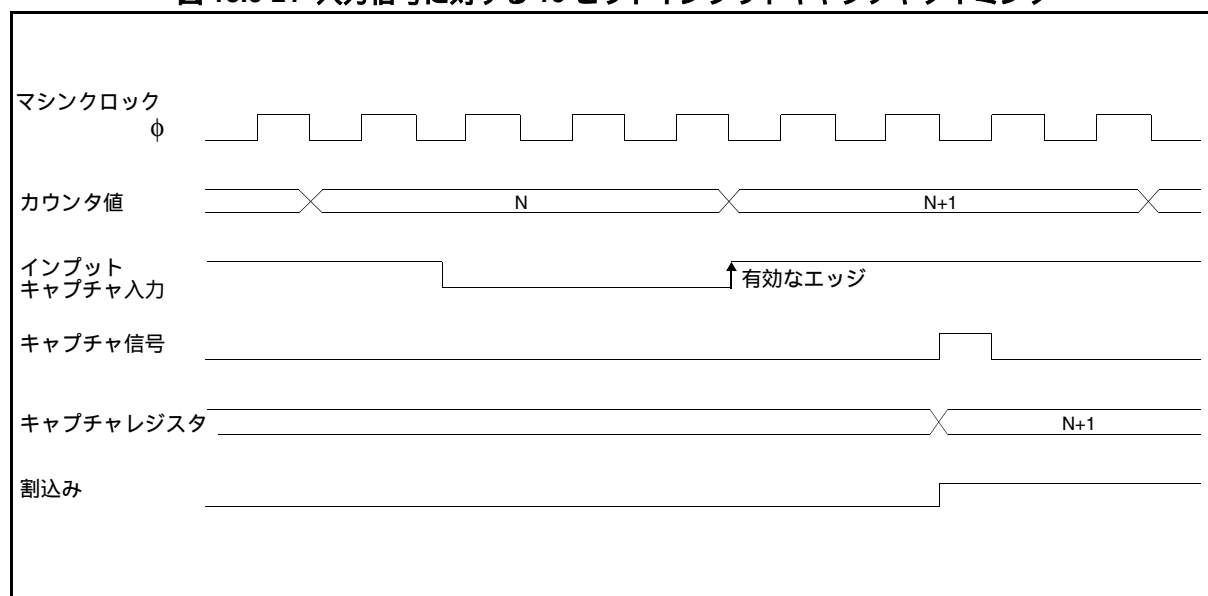 マシンクロック
φ
カウンタ値
N
N+1
インプット
キャプチャ入力
有効なエッジ
キャプチャ信号
キャプチャレジスタ
N+1
割込み